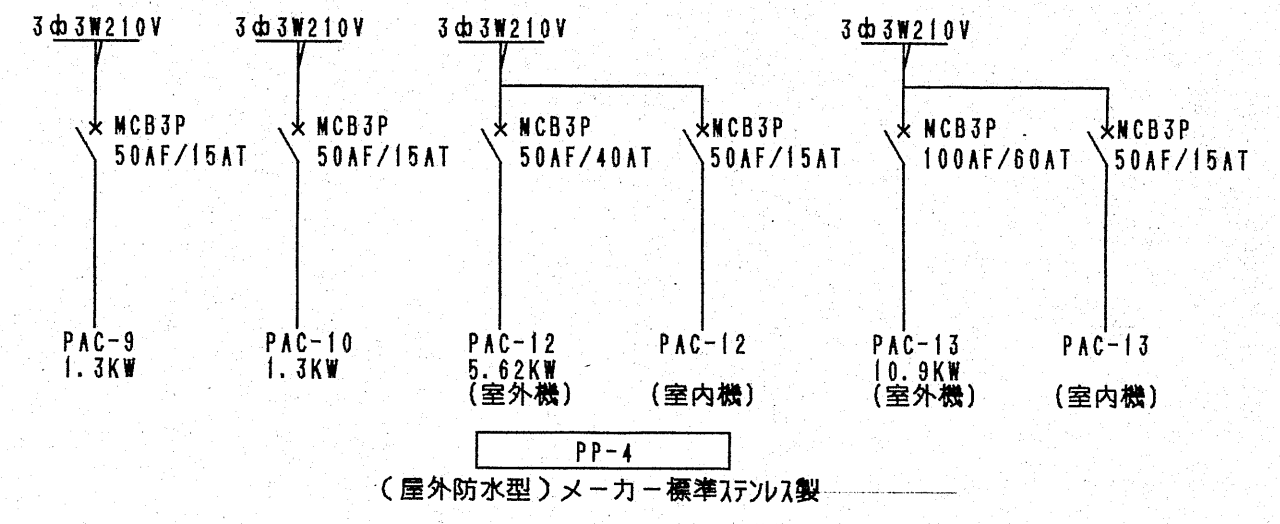 3φ3W210V
3φ3W210V
3φ3W210V
3φ3W210V
MCB3P
50AF/15AT
MCB3P
50AF/15AT
MCB3P
50AF/40AT
MCB3P
50AF/15AT
MCB3P
100AF/60AT
MCB3P
50AF/15AT
PAC-9
1.3KW
PAC-10
1.3KW
PAC-12
5.62KW
(室外機)
PAC-12
(室内機)
PAC-13
10.9KW
(室外機)
PAC-13
(室内機)
PP-4
(屋外防水型)メーカー標準ステンレス製